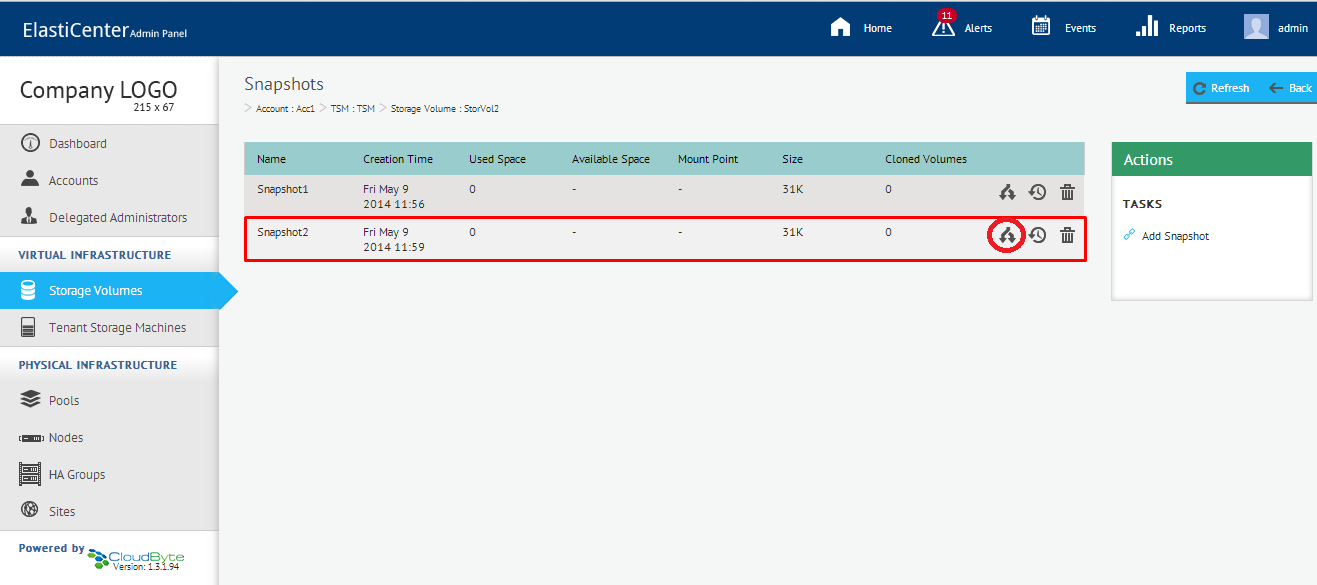 ElastiCenter Admin Panel
Home
11
Alerts
Events
Reports
admin
Company LOGO
215 x 67
Dashboard
Accounts
Delegated Administrators
VIRTUAL INFRASTRUCTURE
Storage Volumes
Tenant Storage Machines
PHYSICAL INFRASTRUCTURE
Pools
Nodes
HA Groups
Sites
Powered by CloudByte
Version: 1.3.1.94
Snapshots
> Account : Acc1 > TSM : TSM > Storage Volume : StorVol2
Refresh Back
Name Creation Time Used Space Available Space Mount Point Size Cloned Volumes
Snapshot1 Fri May 9 0 - - 31K 0
2014 11:56
Snapshot2 Fri May 9 0 - - 31K 0
2014 11:59
Actions
TASKS
Add Snapshot